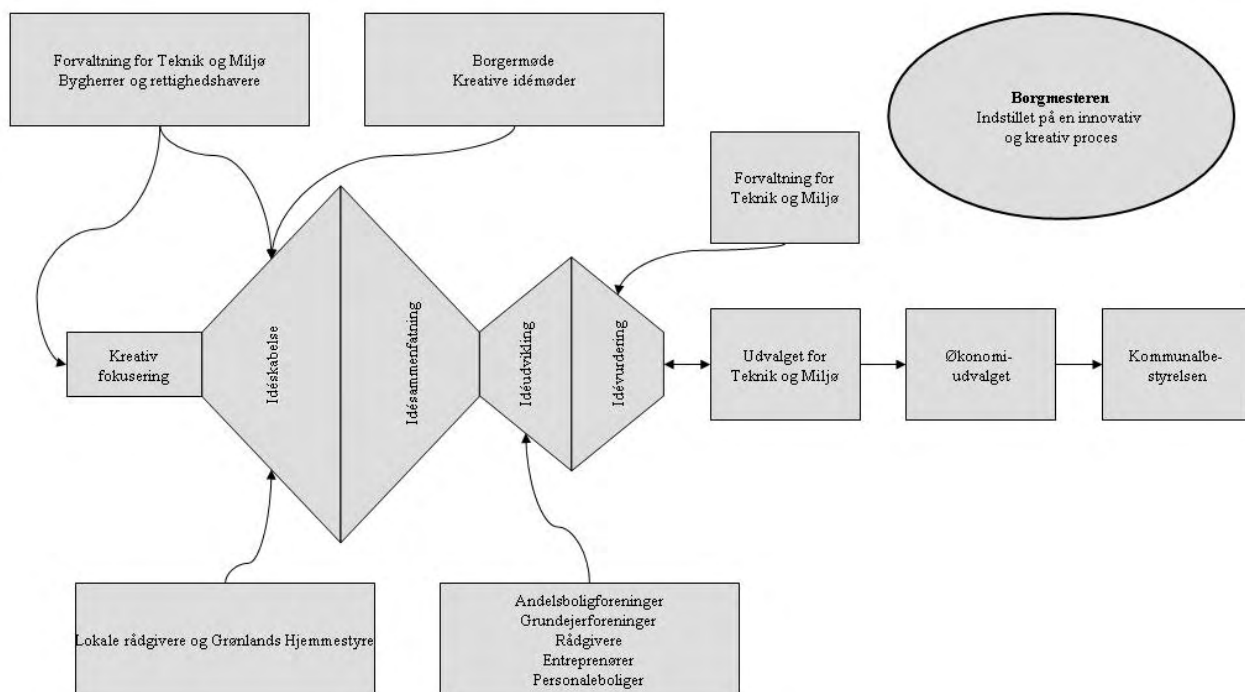 Forvaltning for Teknik og Miljø
Bygherrer og rettighedshavere
Borgermøde
Kreative idémøder
Borgmesteren
Indstillet på en innovativ
og kreativ proces
Forvaltning for
Teknik og Miljø
Kreativ
fokusering
Idéskabelse
Idésammenfatning
Idéudvikling
Idévurdering
Udvalget for
Teknik og Miljø
Økonomi-
udvalget
Kommunalbe-
styrelsen
Lokale rådgivere og Grønlands Hjemmestyre
Andelsboligforeninger
Grundejerforeninger
Rådgivere
Entreprenører
Personaleboliger